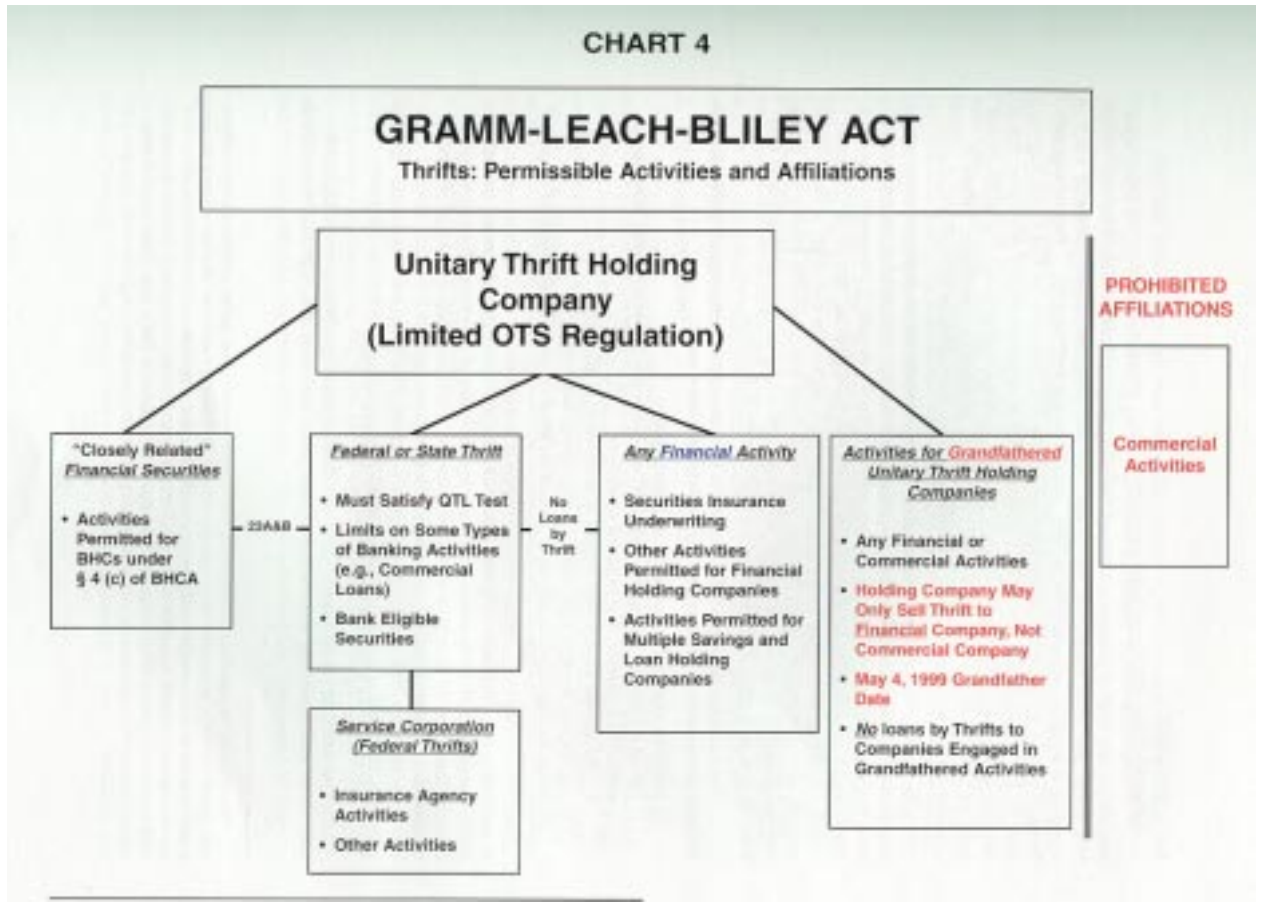 CHART 4
GRAMM-LEACH-BLILEY ACT
Thrifts: Permissible Activities and Affiliations
Unitary Thrift Holding
Company
(Limited OTS Regulation)
PROHIBITED
AFFILIATIONS
Commercial
Activities
"Closely Related"
Financial Securities
• Activities
Permitted for
BHCs under
§ 4 (c) of BHCA
23A&B
Federal or State Thrift
• Must Satisfy QTL Test
• Limits on Some Types
of Banking Activities
(e.g., Commercial
Loans)
• Bank Eligible
Securities
No
Loans
by
Thrift
Any Financial Activity
• Securities Insurance
Underwriting
• Other Activities
Permitted for Financial
Holding Companies
• Activities Permitted for
Multiple Savings and
Loan Holding
Companies
Activities for Grandfathered
Unitary Thrift Holding
Companies
• Any Financial or
Commercial Activities
• Holding Company May
Only Sell Thrift to
Financial Company, Not
Commercial Company
• May 4, 1999 Grandfather
Date
• No loans by Thrifts to
Companies Engaged in
Grandfathered Activities
Service Corporation
(Federal Thrifts)
• Insurance Agency
Activities
• Other Activities